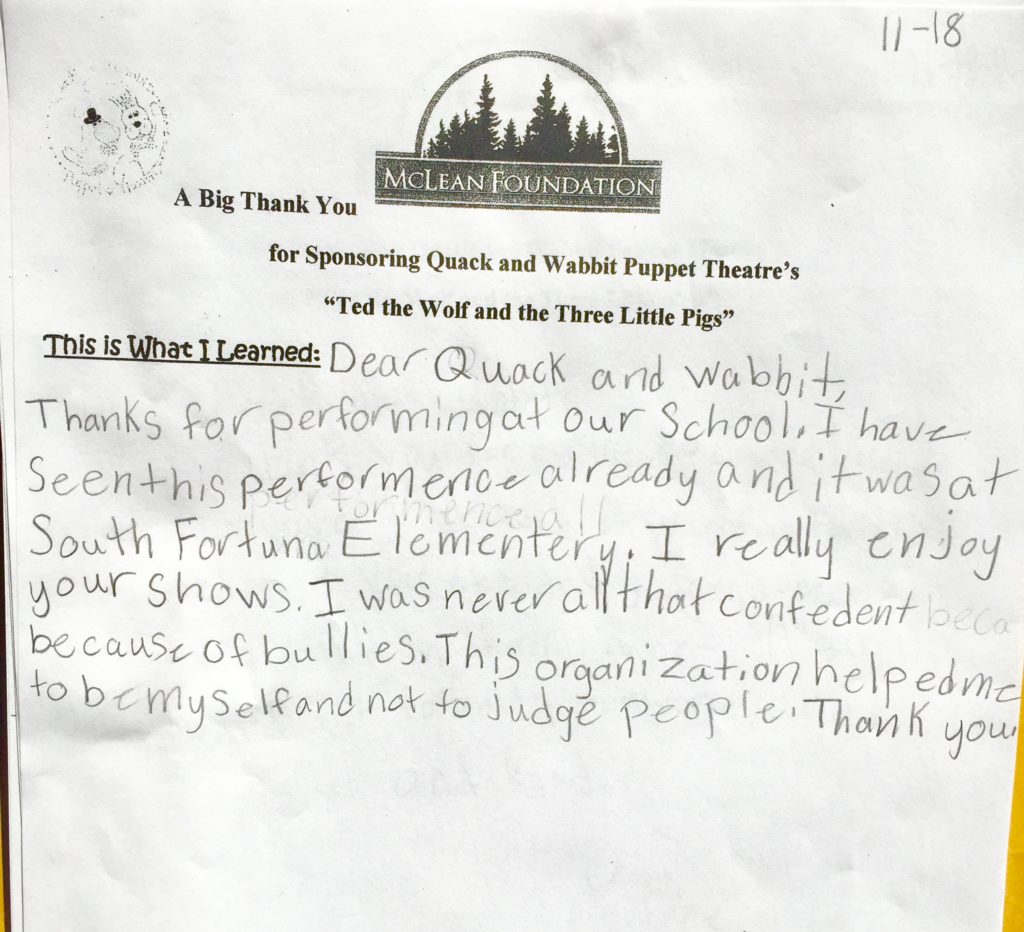 11-18
McLean Foundation
A Big Thank You
for Sponsoring Quack and Wabbit Puppet Theatre's
“Ted the Wolf and the Three Little Pigs”
This is What I Learned: Dear Quack and Wabbit,
Thanks for performing at our School. I have
Seen this performence already and it was at
performence all
South Fortuna Elementery. I really enjoy
your shows. I was never all that confedent beca
because of bullies. This organization helped me
to be myself and not to judge people. Thank you.